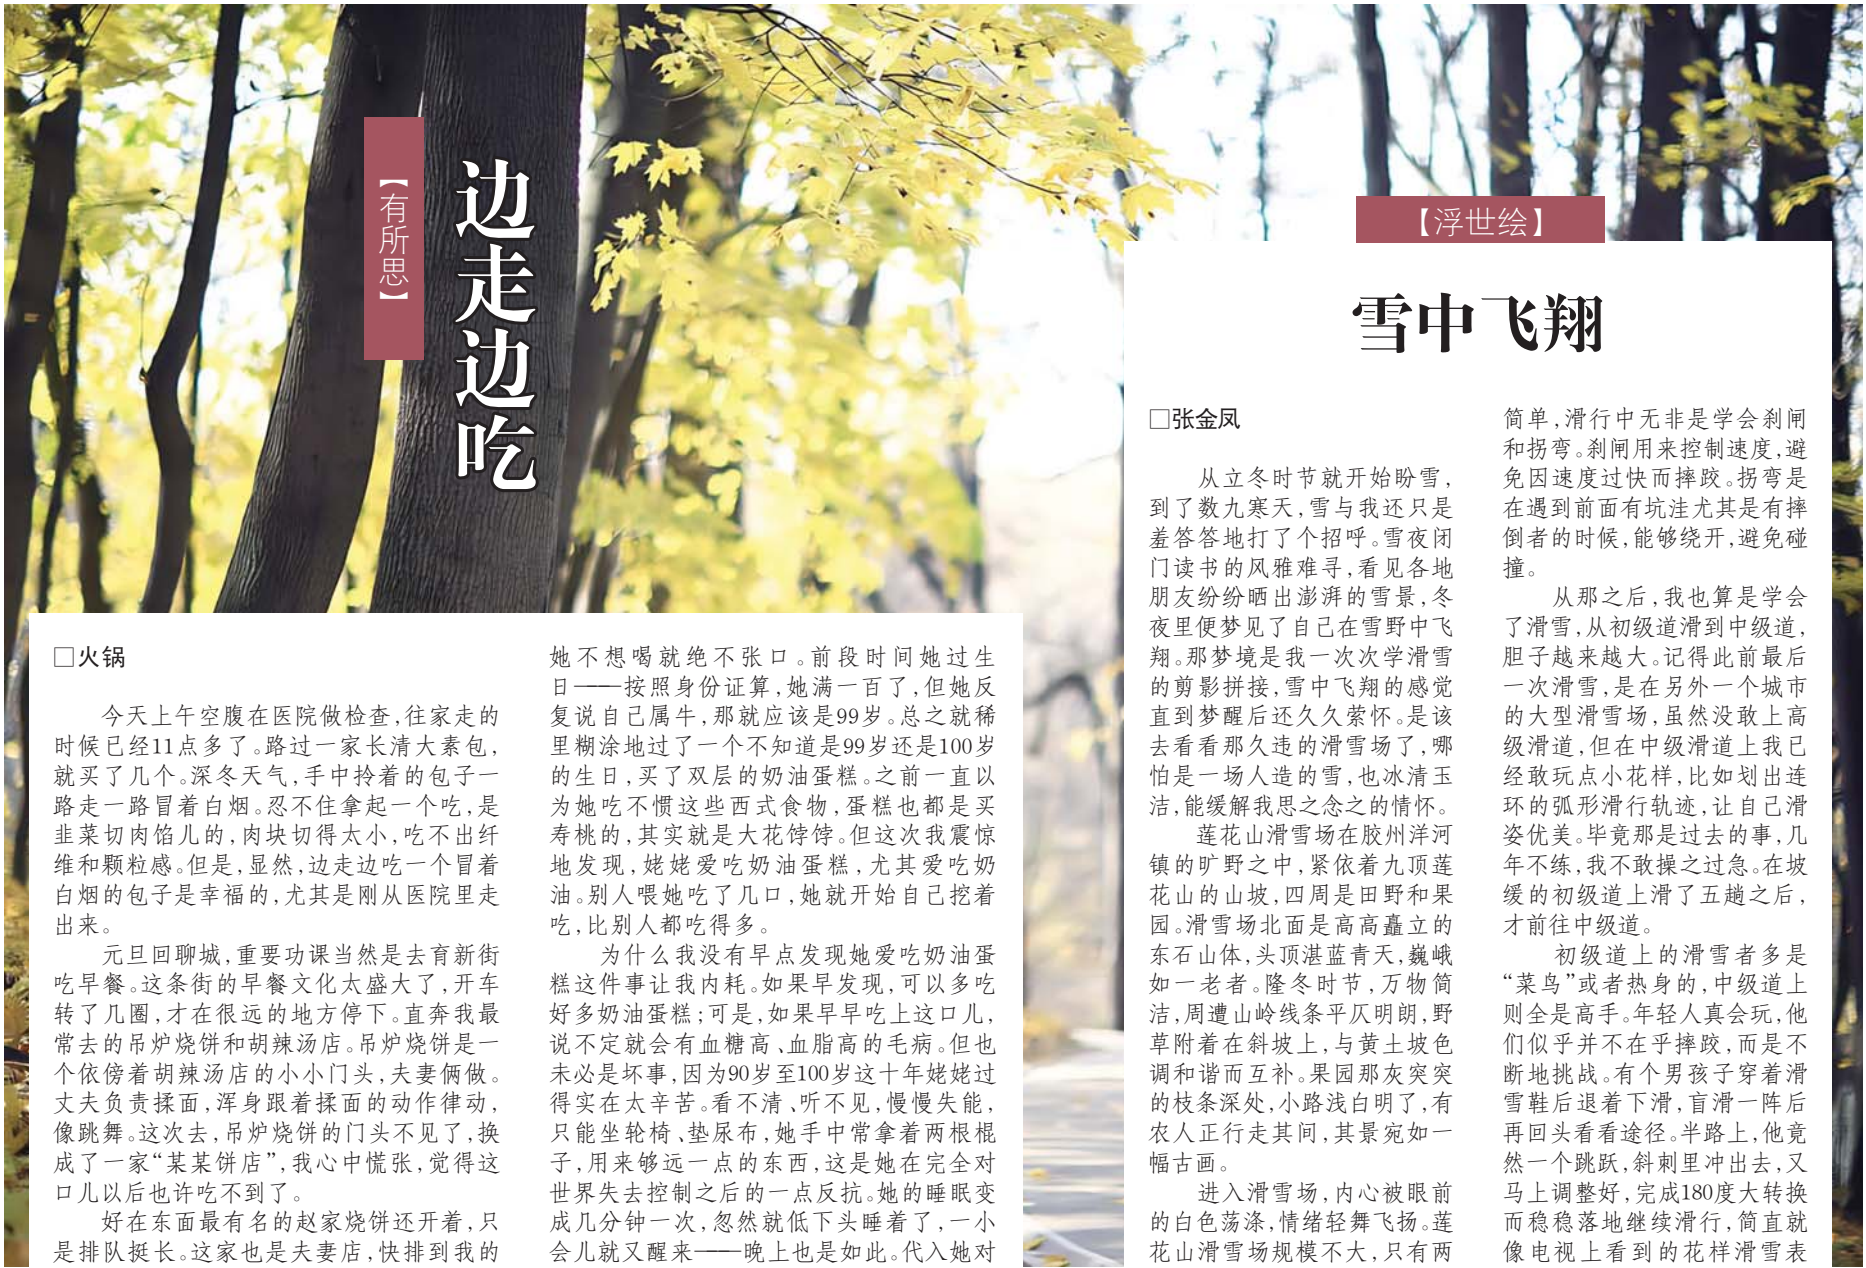 【有所思】
边走边吃
□火锅
今天上午空腹在医院做检查,往家走的
时候已经11点多了。路过一家长清大素包,
就买了几个。深冬天气,手中拎着的包子一
路走一路冒着白烟。忍不住拿起一个吃,是
韭菜切肉馅儿的,肉块切得太小,吃不出纤
维和颗粒感。但是,显然,边走边吃一个冒着
白烟的包子是幸福的,尤其是刚从医院里走
出来。
元旦回聊城,重要功课当然是去育新街
吃早餐。这条街的早餐文化太盛大了,开车
转了几圈,才在很远的地方停下。直奔我最
常去的吊炉烧饼和胡辣汤店。吊炉烧饼是一
个依傍着胡辣汤店的小小门头,夫妻俩做。
丈夫负责揉面,浑身跟着揉面的动作律动,
像跳舞。这次去,吊炉烧饼的门头不见了,换
成了一家“某某饼店”,我心中慌张,觉得这
口儿以后也许吃不到了。
好在东面最有名的赵家烧饼还开着,只
是排队挺长。这家也是夫妻店,快排到我的
她不想喝就绝不张口。前段时间她过生
日——按照身份证算,她满一百了,但她反
复说自己属牛,那就应该是99岁。总之就稀
里糊涂地过了一个不知道是99岁还是100岁
的生日,买了双层的奶油蛋糕。之前一直以
为她吃不惯这些西式食物,蛋糕也都是买
寿桃的,其实就是大花饽饽。但这次我震惊
地发现,姥姥爱吃奶油蛋糕,尤其爱吃奶
油。别人喂她吃了几口,她就开始自己挖着
吃,比别人都吃得多。
为什么我没有早点发现她爱吃奶油蛋
糕这件事让我内耗。如果早发现,可以多吃
好多奶油蛋糕;可是,如果早早吃上这口儿,
说不定就会有血糖高、血脂高的毛病。但也
未必是坏事,因为90岁至100岁这十年姥姥过
得实在太辛苦。看不清、听不见,慢慢失能,
只能坐轮椅、垫尿布,她手中常拿着两根棍
子,用来够远一点的东西,这是她在完全对
世界失去控制之后的一点反抗。她的睡眠变
成几分钟一次,忽然就低下头睡着了,一小
会儿就又醒来——晚上也是如此。代入她对
【浮世绘】
雪中飞翔
□张金凤
从立冬时节就开始盼雪,
到了数九寒天,雪与我还只是
羞答答地打了个招呼。雪夜闭
门读书的风雅难寻,看见各地
朋友纷纷晒出澎湃的雪景,冬
夜里便梦见了自己在雪野中飞
翔。那梦境是我一次次学滑雪
的剪影拼接,雪中飞翔的感觉
直到梦醒后还久久萦怀。是该
去看看那久违的滑雪场了,哪
怕是一场人造的雪,也冰清玉
洁,能缓解我思之念之的情怀。
莲花山滑雪场在胶州洋河
镇的旷野之中,紧依着九顶莲
花山的山坡,四周是田野和果
园。滑雪场北面是高高矗立的
东石山体,头顶湛蓝青天,巍峨
如一老者。隆冬时节,万物简
洁,周遭山岭线条平仄明朗,野
草附着在斜坡上,与黄土坡色
调和谐而互补。果园那灰突突
的枝条深处,小路浅白明了,有
农人正行走其间,其景宛如一
幅古画。
进入滑雪场,内心被眼前
的白色荡涤,情绪轻舞飞扬。莲
花山滑雪场规模不大,只有两
简单,滑行中无非是学会刹闸
和拐弯。刹闸用来控制速度,避
免因速度过快而摔跤。拐弯是
在遇到前面有坑洼尤其是有摔
倒者的时候,能够绕开,避免碰
撞。
从那之后,我也算是学会
了滑雪,从初级道滑到中级道,
胆子越来越大。记得此前最后
一次滑雪,是在另外一个城市
的大型滑雪场,虽然没敢上高
级滑道,但在中级滑道上我已
经敢玩点小花样,比如划出连
环的弧形滑行轨迹,让自己滑
姿优美。毕竟那是过去的事,几
年不练,我不敢操之过急。在坡
缓的初级道上滑了五趟之后,
才前往中级道。
初级道上的滑雪者多是
“菜鸟”或者热身的,中级道上
则全是高手。年轻人真会玩,他
们似乎并不在乎摔跤,而是不
断地挑战。有个男孩子穿着滑
雪鞋后退着下滑,盲滑一阵后
再回头看看途径。半路上,他竟
然一个跳跃,斜刺里冲出去,又
马上调整好,完成180度大转换
而稳稳落地继续滑行,简直就
像电视上看到的花样滑雪表